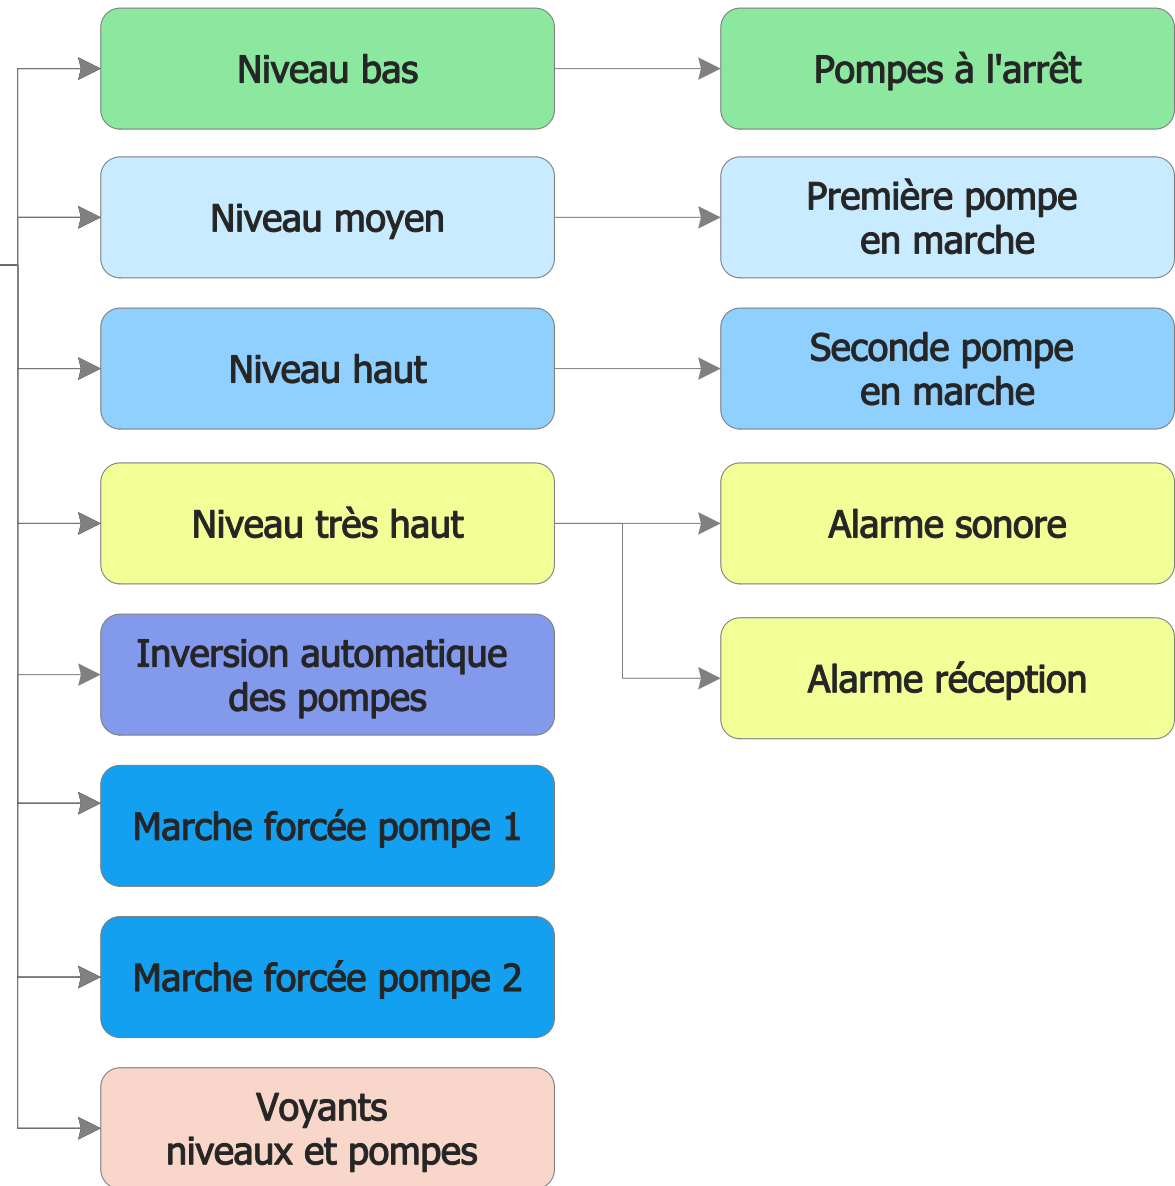 Niveau bas
Pompes à l'arrêt
Niveau moyen
Première pompe
en marche
Niveau haut
Seconde pompe
en marche
Niveau très haut
Alarme sonore
Inversion automatique
des pompes
Alarme réception
Marche forcée pompe 1
Marche forcée pompe 2
Voyants
niveaux et pompes